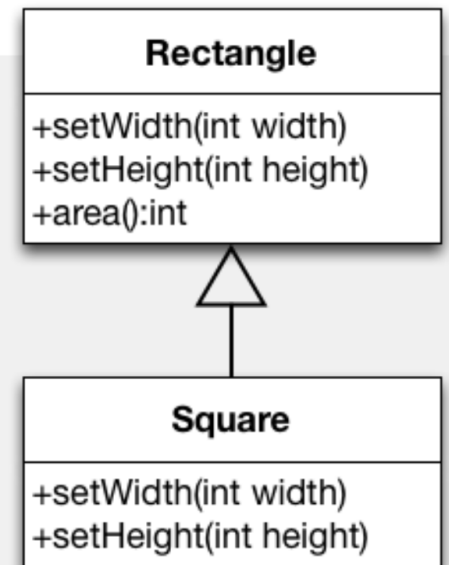 Rectangle
+setWidth(int width)
+setHeight(int height)
+area():int
Square
+setWidth(int width)
+setHeight(int height)